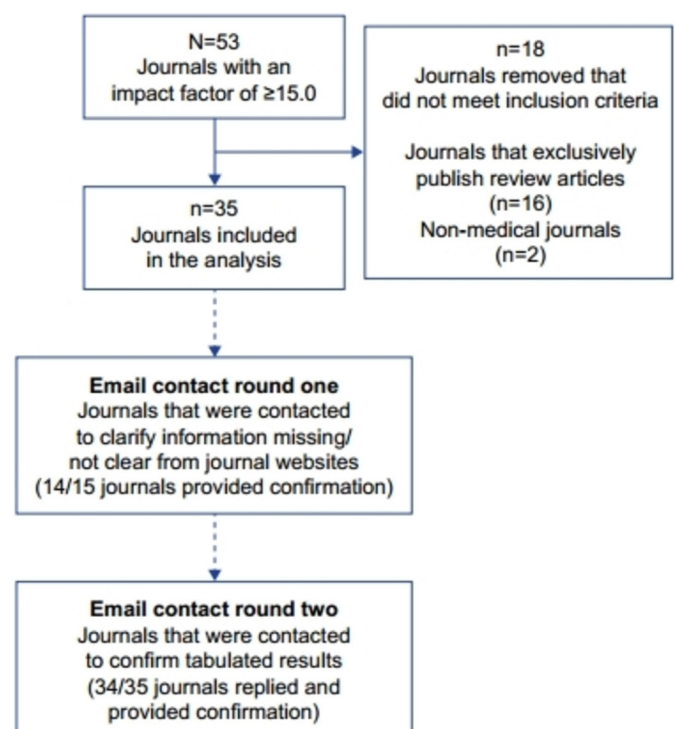 N=53
Journals with an
impact factor of ≥15.0
n=18
Journals removed that
did not meet inclusion criteria
Journals that exclusively
publish review articles
(n=16)
Non-medical journals
(n=2)
n=35
Journals included
in the analysis
Email contact round one
Journals that were contacted
to clarify information missing/
not clear from journal websites
(14/15 journals provided confirmation)
Email contact round two
Journals that were contacted
to confirm tabulated results
(34/35 journals replied and
provided confirmation)